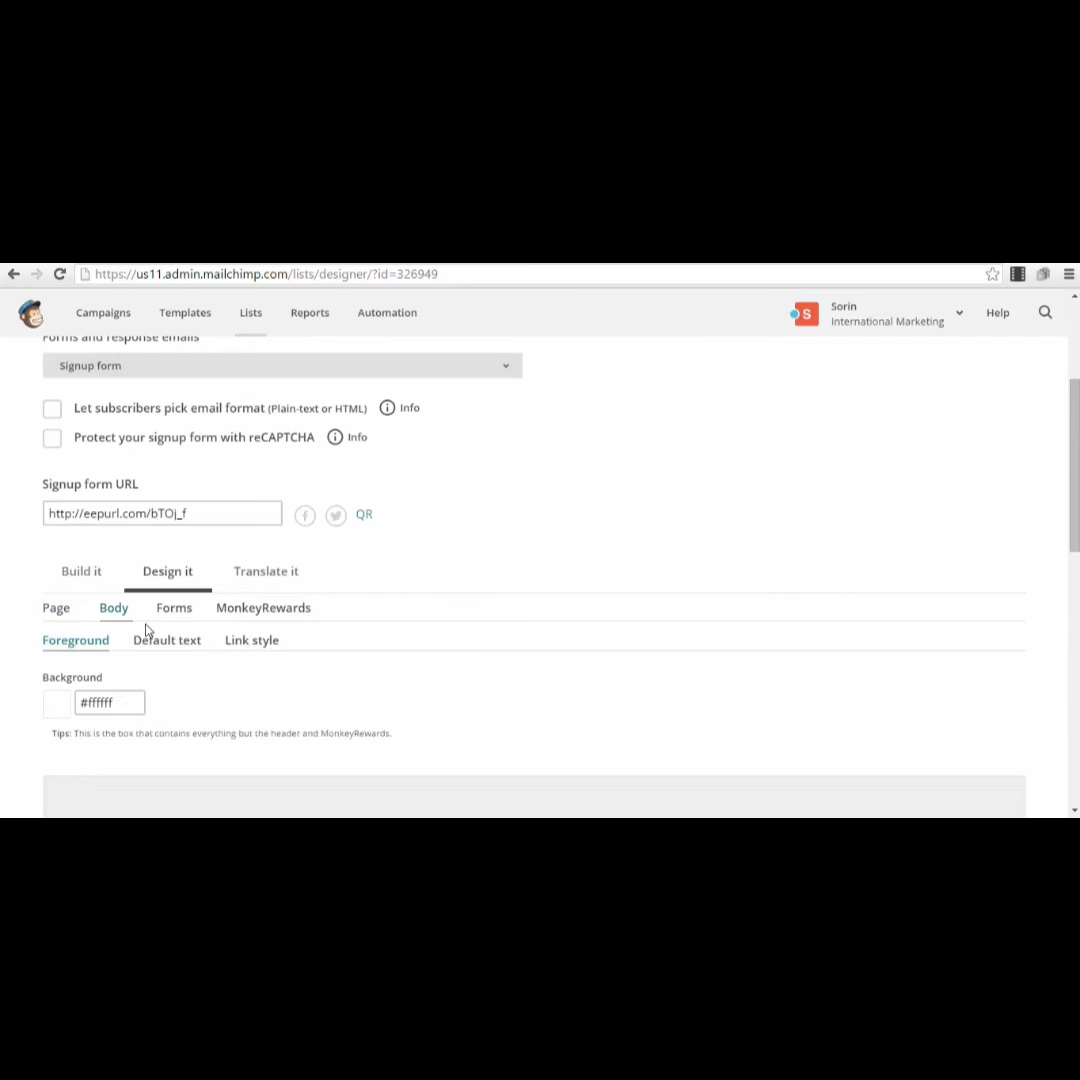 https://us11.admin.mailchimp.com/lists/designer/?id=326949
Campaigns Templates Lists Reports Automation S Sorin International Marketing Help
Forms and response emails
Signup form
Let subscribers pick email format (Plain-text or HTML) Info
Protect your signup form with reCAPTCHA Info
Signup form URL
http://eepurl.com/bTOj_f QR
Build it Design it Translate it
Page Body Forms MonkeyRewards
Foreground Default text Link style
Background
#ffffff
Tips: This is the box that contains everything but the header and MonkeyRewards.